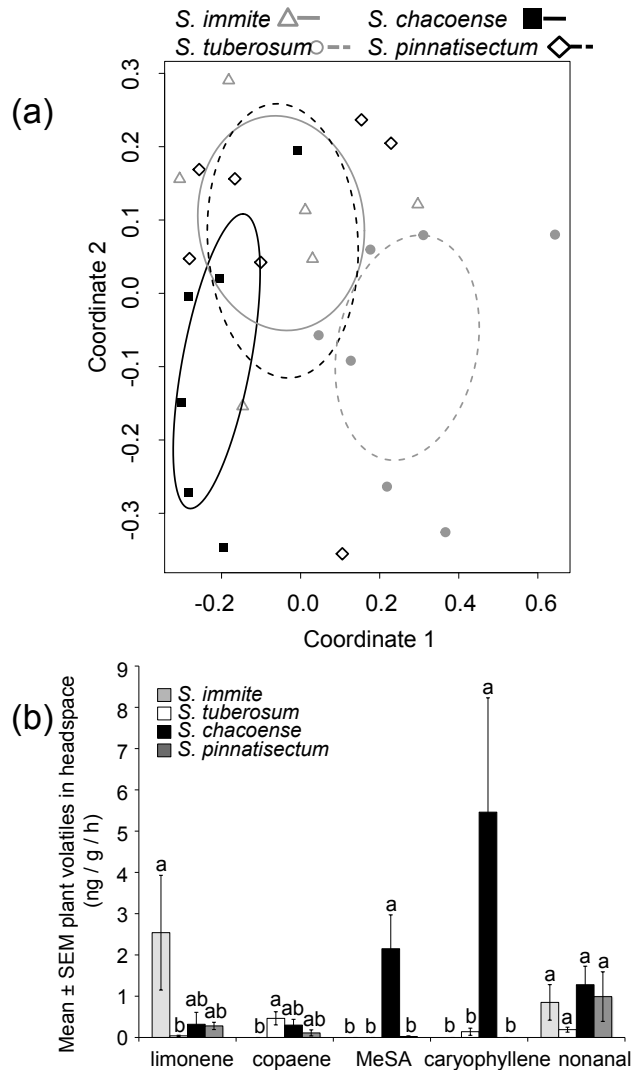 S. immite S. chacoense
S. tuberosum S. pinnatisectum
(a)
0.3
0.2
0.1
0.0
-0.1
-0.2
-0.3
Coordinate 2
-0.2 0.0 0.2 0.4 0.6
Coordinate 1
(b)
9
8
7
6
5
4
3
2
1
0
Mean ± SEM plant volatiles in headspace
(ng / g / h)
S. immite
S. tuberosum
S. chacoense
S. pinnatisectum
a b ab ab
b a ab ab
b b a b
b b a b
a a a a
limonene copaene MeSA caryophyllene nonanal